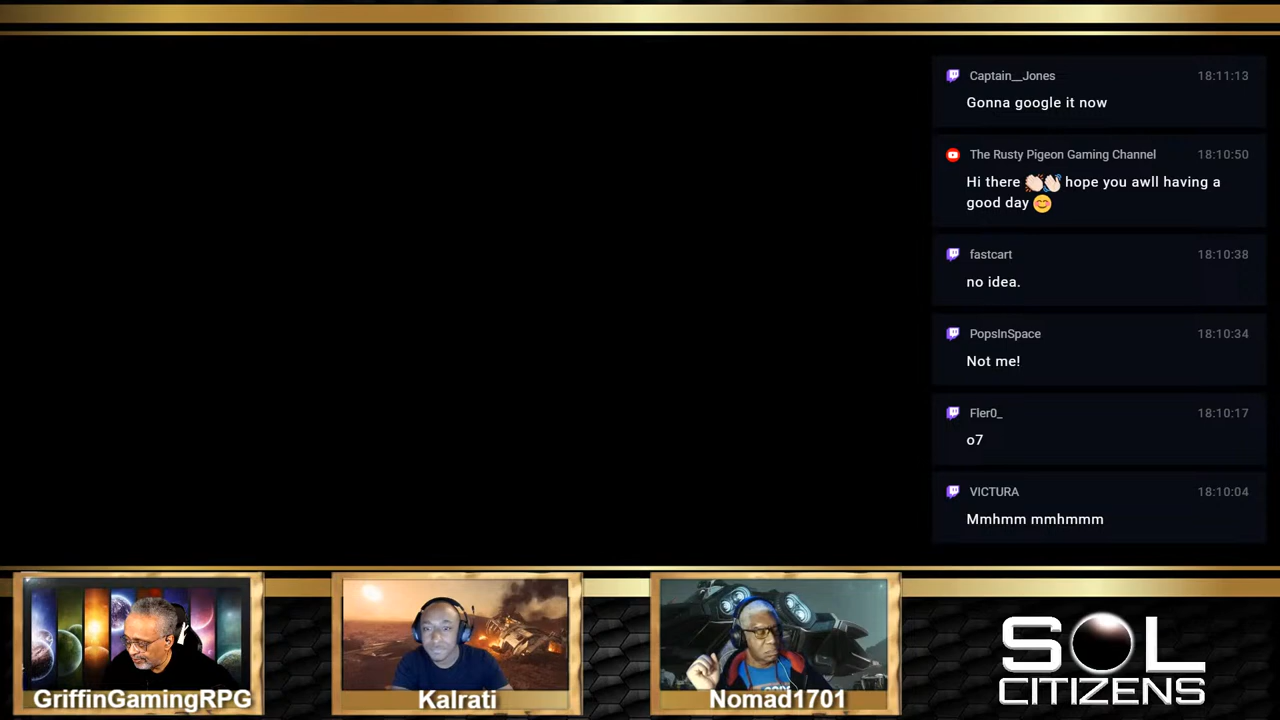 Captain__Jones 18:11:13
Gonna google it now
The Rusty Pigeon Gaming Channel 18:10:50
Hi there 👏🏻👋🏻 hope you awll having a
good day 😊
fastcart 18:10:38
no idea.
PopsInSpace 18:10:34
Not me!
Fler0_ 18:10:17
o7
VICTURA 18:10:04
Mmhmm mmhmmm
GriffinGamingRPG
Kalrati
Nomad1701
SOL
CITIZENS